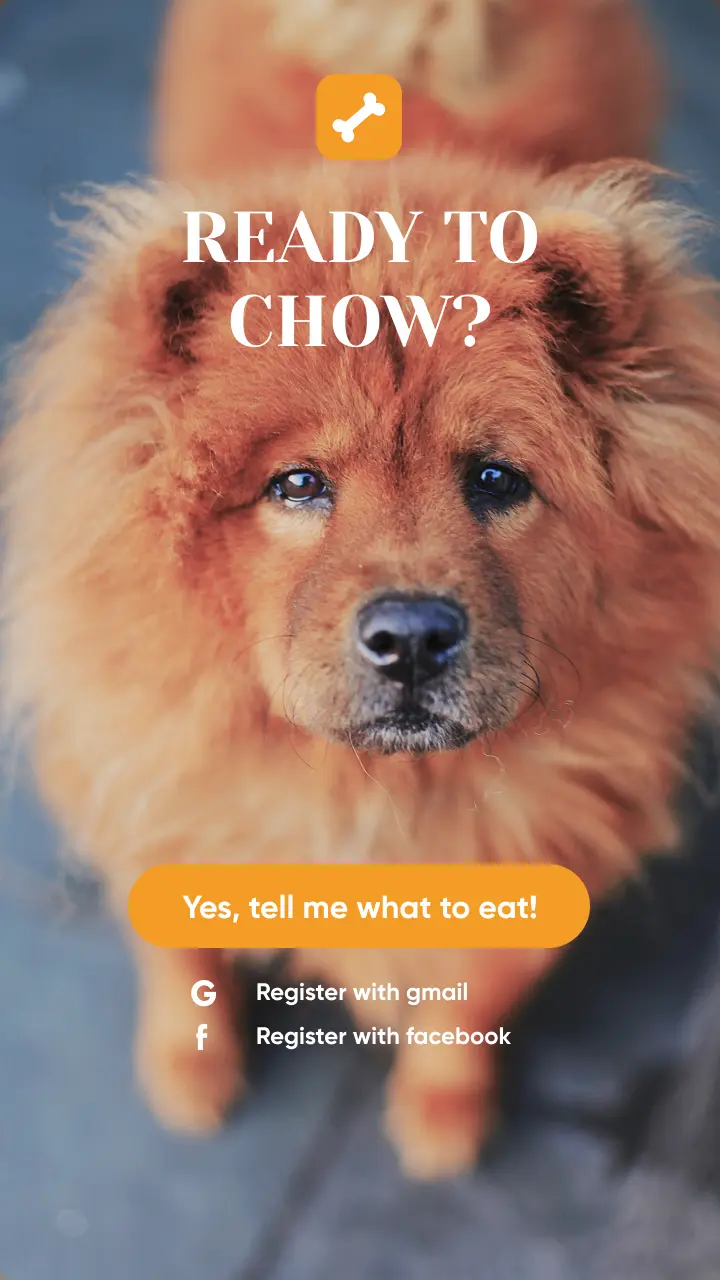 READY TO
CHOW?
Yes, tell me what to eat!
G Register with gmail
f Register with facebook